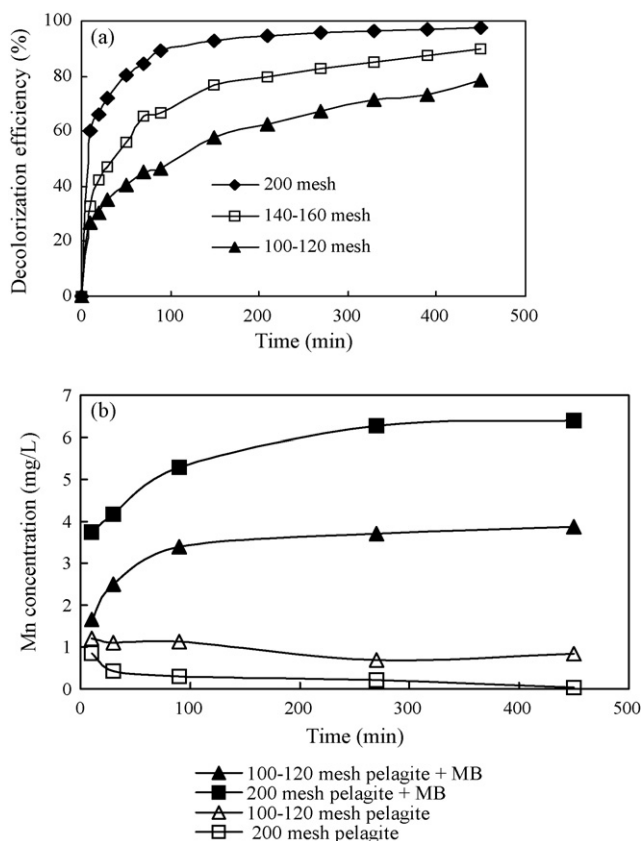 (a)
Decolorization efficiency (%)
100
80
60
40
20
0
200 mesh
140-160 mesh
100-120 mesh
0
100
200
300
400
500
Time (min)
(b)
Mn concentration (mg/L)
7
6
5
4
3
2
1
0
0
100
200
300
400
500
Time (min)
100-120 mesh pelagite + MB
200 mesh pelagite + MB
100-120 mesh pelagite
200 mesh pelagite